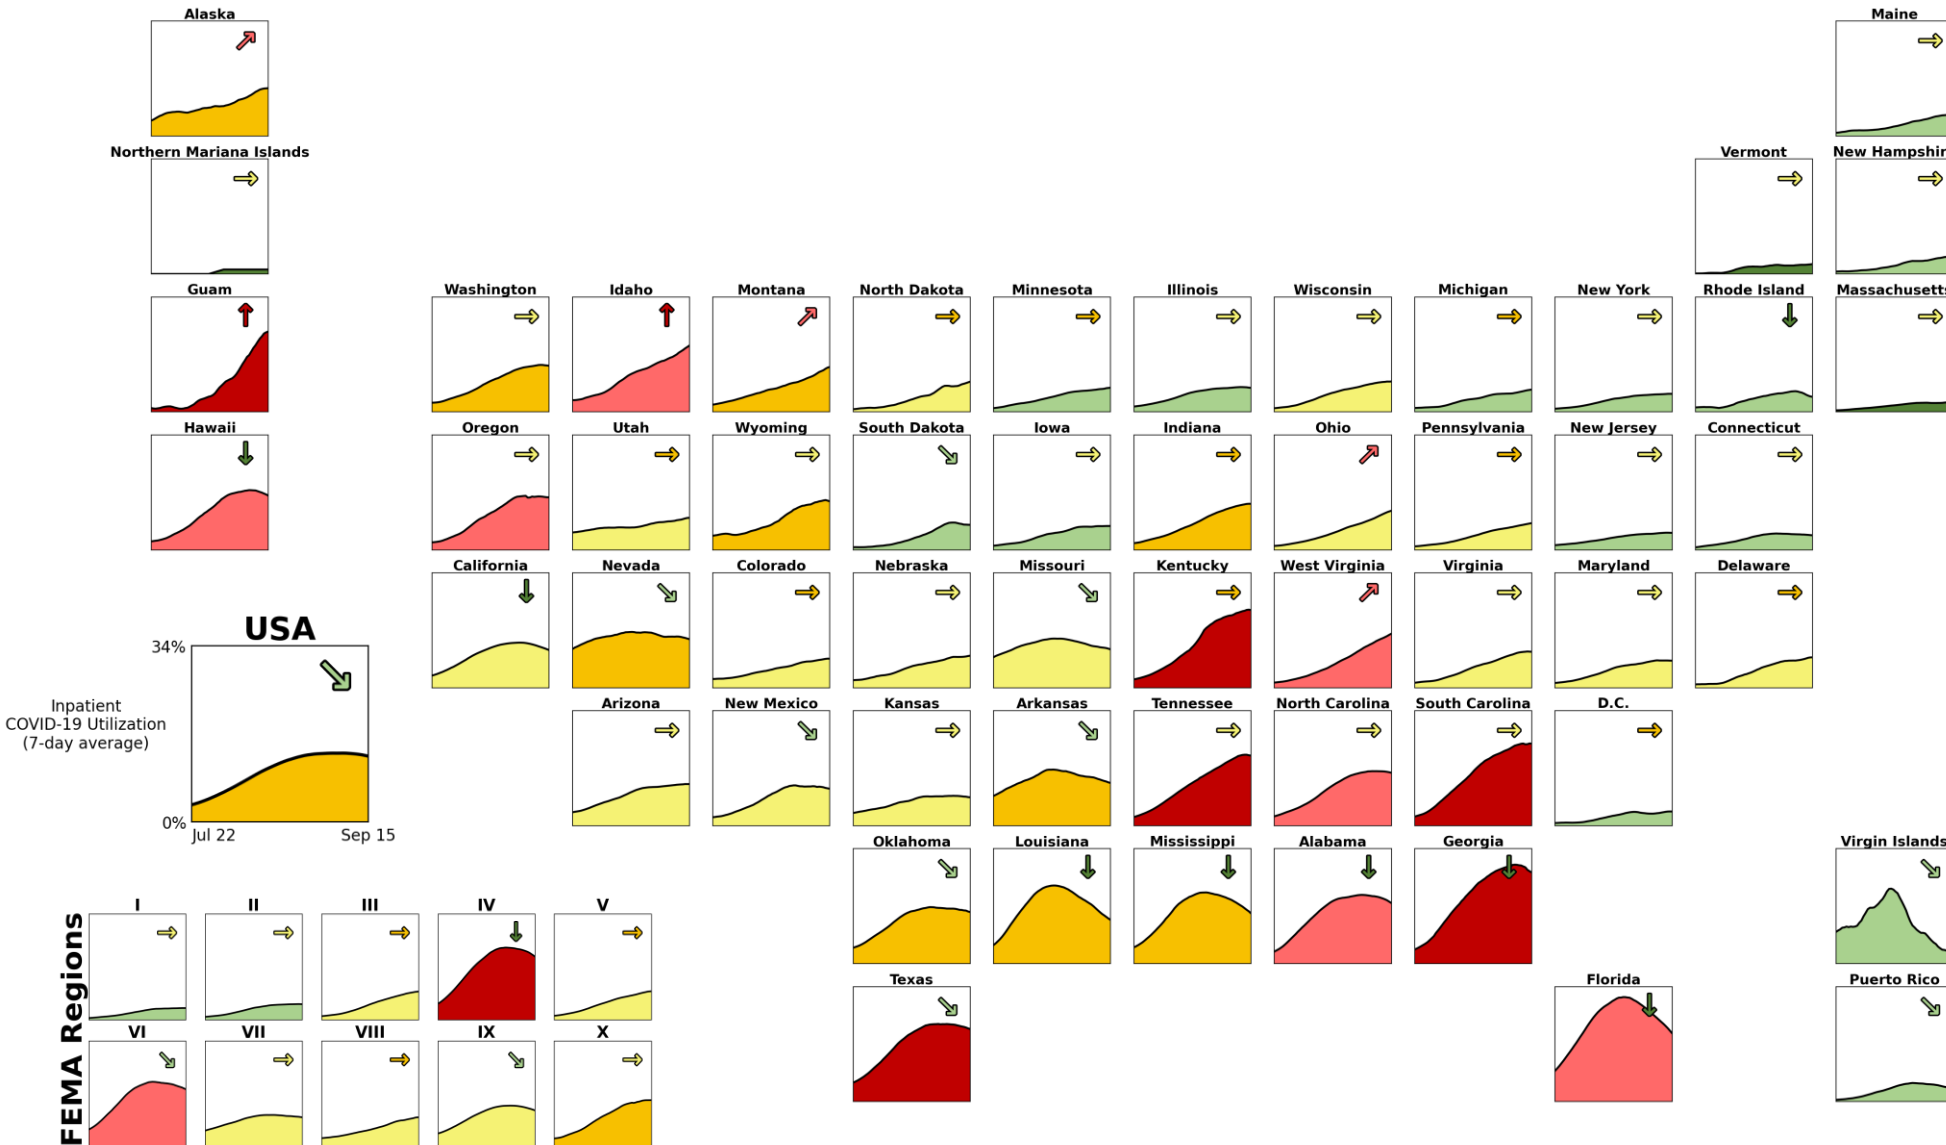 Alaska
Maine
Northern Mariana Islands
Vermont
New Hampshir
Guam
Washington
Idaho
Montana
North Dakota
Minnesota
Illinois
Wisconsin
Michigan
New York
Rhode Island
Massachusetts
Hawaii
Oregon
Utah
Wyoming
South Dakota
Iowa
Indiana
Ohio
Pennsylvania
New Jersey
Connecticut
California
Nevada
Colorado
Nebraska
Missouri
Kentucky
West Virginia
Virginia
Maryland
Delaware
USA
34%
Inpatient
COVID-19 Utilization
(7-day average)
0%
Jul 22
Sep 15
Arizona
New Mexico
Kansas
Arkansas
Tennessee
North Carolina
South Carolina
D.C.
Oklahoma
Louisiana
Mississippi
Alabama
Georgia
Virgin Islands
Texas
Florida
Puerto Rico
FEMA Regions
I
II
III
IV
V
VI
VII
VIII
IX
X